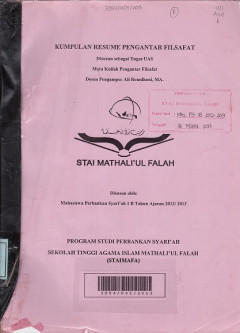 KUMPULAN RESUME PENGANTAR FILSAFAT
Disusun sebagai Tugas UAS
Mata Kuliah Pengantar Filsafat
Dosen Pengampu: Ali Romdhoni, MA.
STAI MATHALI'UL FALAH
Disusun oleh:
Mahasiswa Perbankan Syari'ah 1 B Tahun Ajaran 2012/ 2013
PROGRAM STUDI PERBANKAN SYARI'AH
SEKOLAH TINGGI AGAMA ISLAM MATHALI'UL FALAH
(STAIMAFA)